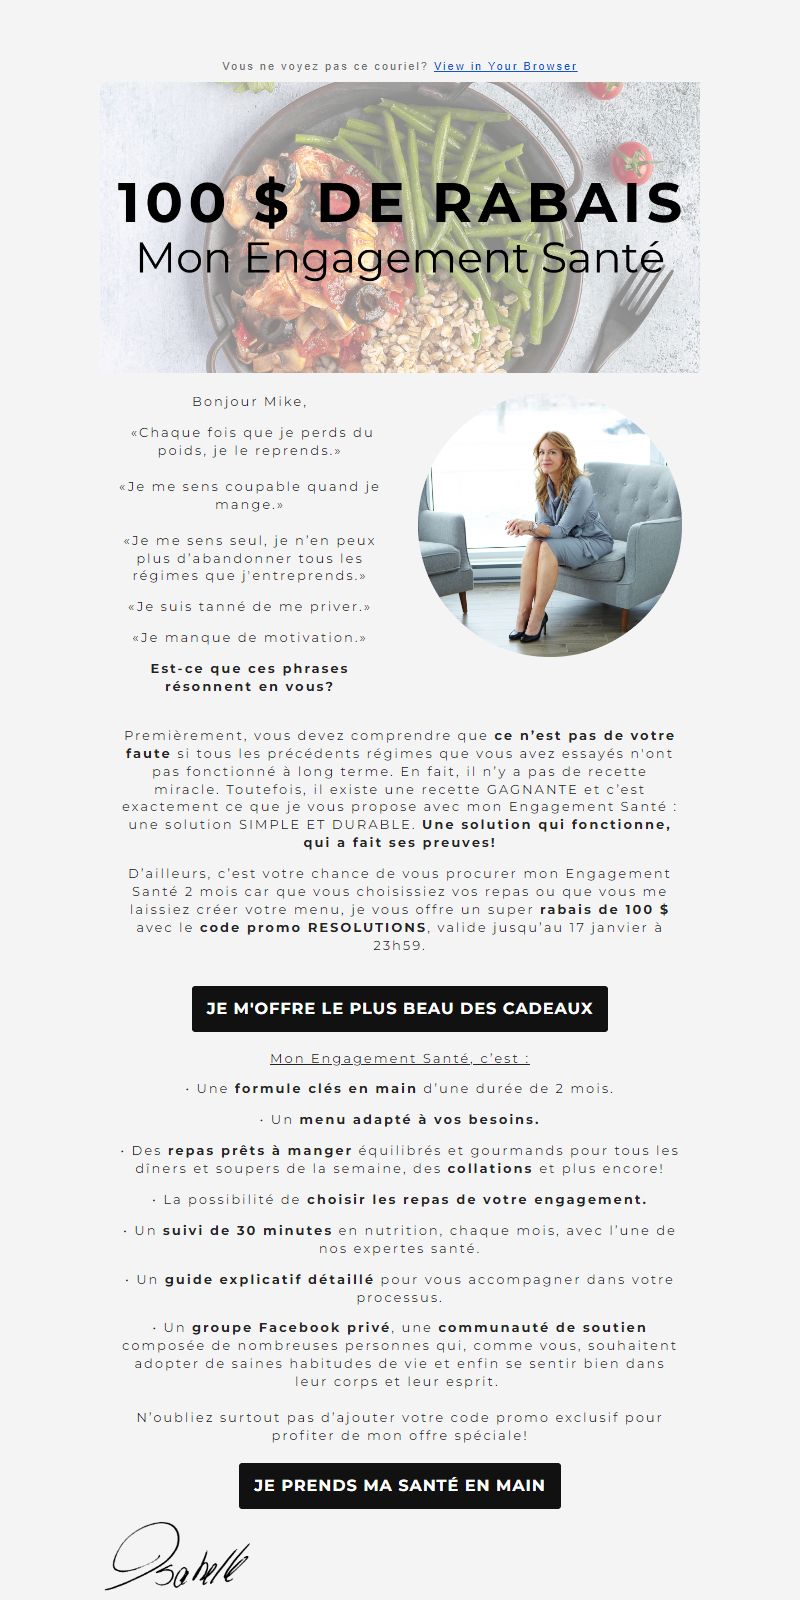 Vous ne voyez pas ce couriel? View in Your Browser
100 $ DE RABAIS
Mon Engagement Santé
Bonjour Mike,
«Chaque fois que je perds du
poids, je le reprends.»
«Je me sens coupable quand je
mange.»
«Je me sens seul, je n’en peux
plus d’abandonner tous les
régimes que j'entreprends.»
«Je suis tanné de me priver.»
«Je manque de motivation.»
Est-ce que ces phrases
résonnent en vous?
Premièrement, vous devez comprendre que ce n’est pas de votre
faute si tous les précédents régimes que vous avez essayés n'ont
pas fonctionné à long terme. En fait, il n’y a pas de recette
miracle. Toutefois, il existe une recette GAGNANTE et c’est
exactement ce que je vous propose avec mon Engagement Santé :
une solution SIMPLE ET DURABLE. Une solution qui fonctionne,
qui a fait ses preuves!
D’ailleurs, c’est votre chance de vous procurer mon Engagement
Santé 2 mois car que vous choisissiez vos repas ou que vous me
laissiez créer votre menu, je vous offre un super rabais de 100 $
avec le code promo RESOLUTIONS, valide jusqu’au 17 janvier à
23h59.
JE M'OFFRE LE PLUS BEAU DES CADEAUX
Mon Engagement Santé, c’est :
• Une formule clés en main d’une durée de 2 mois.
• Un menu adapté à vos besoins.
• Des repas prêts à manger équilibrés et gourmands pour tous les
dîners et soupers de la semaine, des collations et plus encore!
• La possibilité de choisir les repas de votre engagement.
• Un suivi de 30 minutes en nutrition, chaque mois, avec l’une de
nos expertes santé.
• Un guide explicatif détaillé pour vous accompagner dans votre
processus.
• Un groupe Facebook privé, une communauté de soutien
composée de nombreuses personnes qui, comme vous, souhaitent
adopter de saines habitudes de vie et enfin se sentir bien dans
leur corps et leur esprit.
N’oubliez surtout pas d’ajouter votre code promo exclusif pour
profiter de mon offre spéciale!
JE PRENDS MA SANTÉ EN MAIN
Isabelle